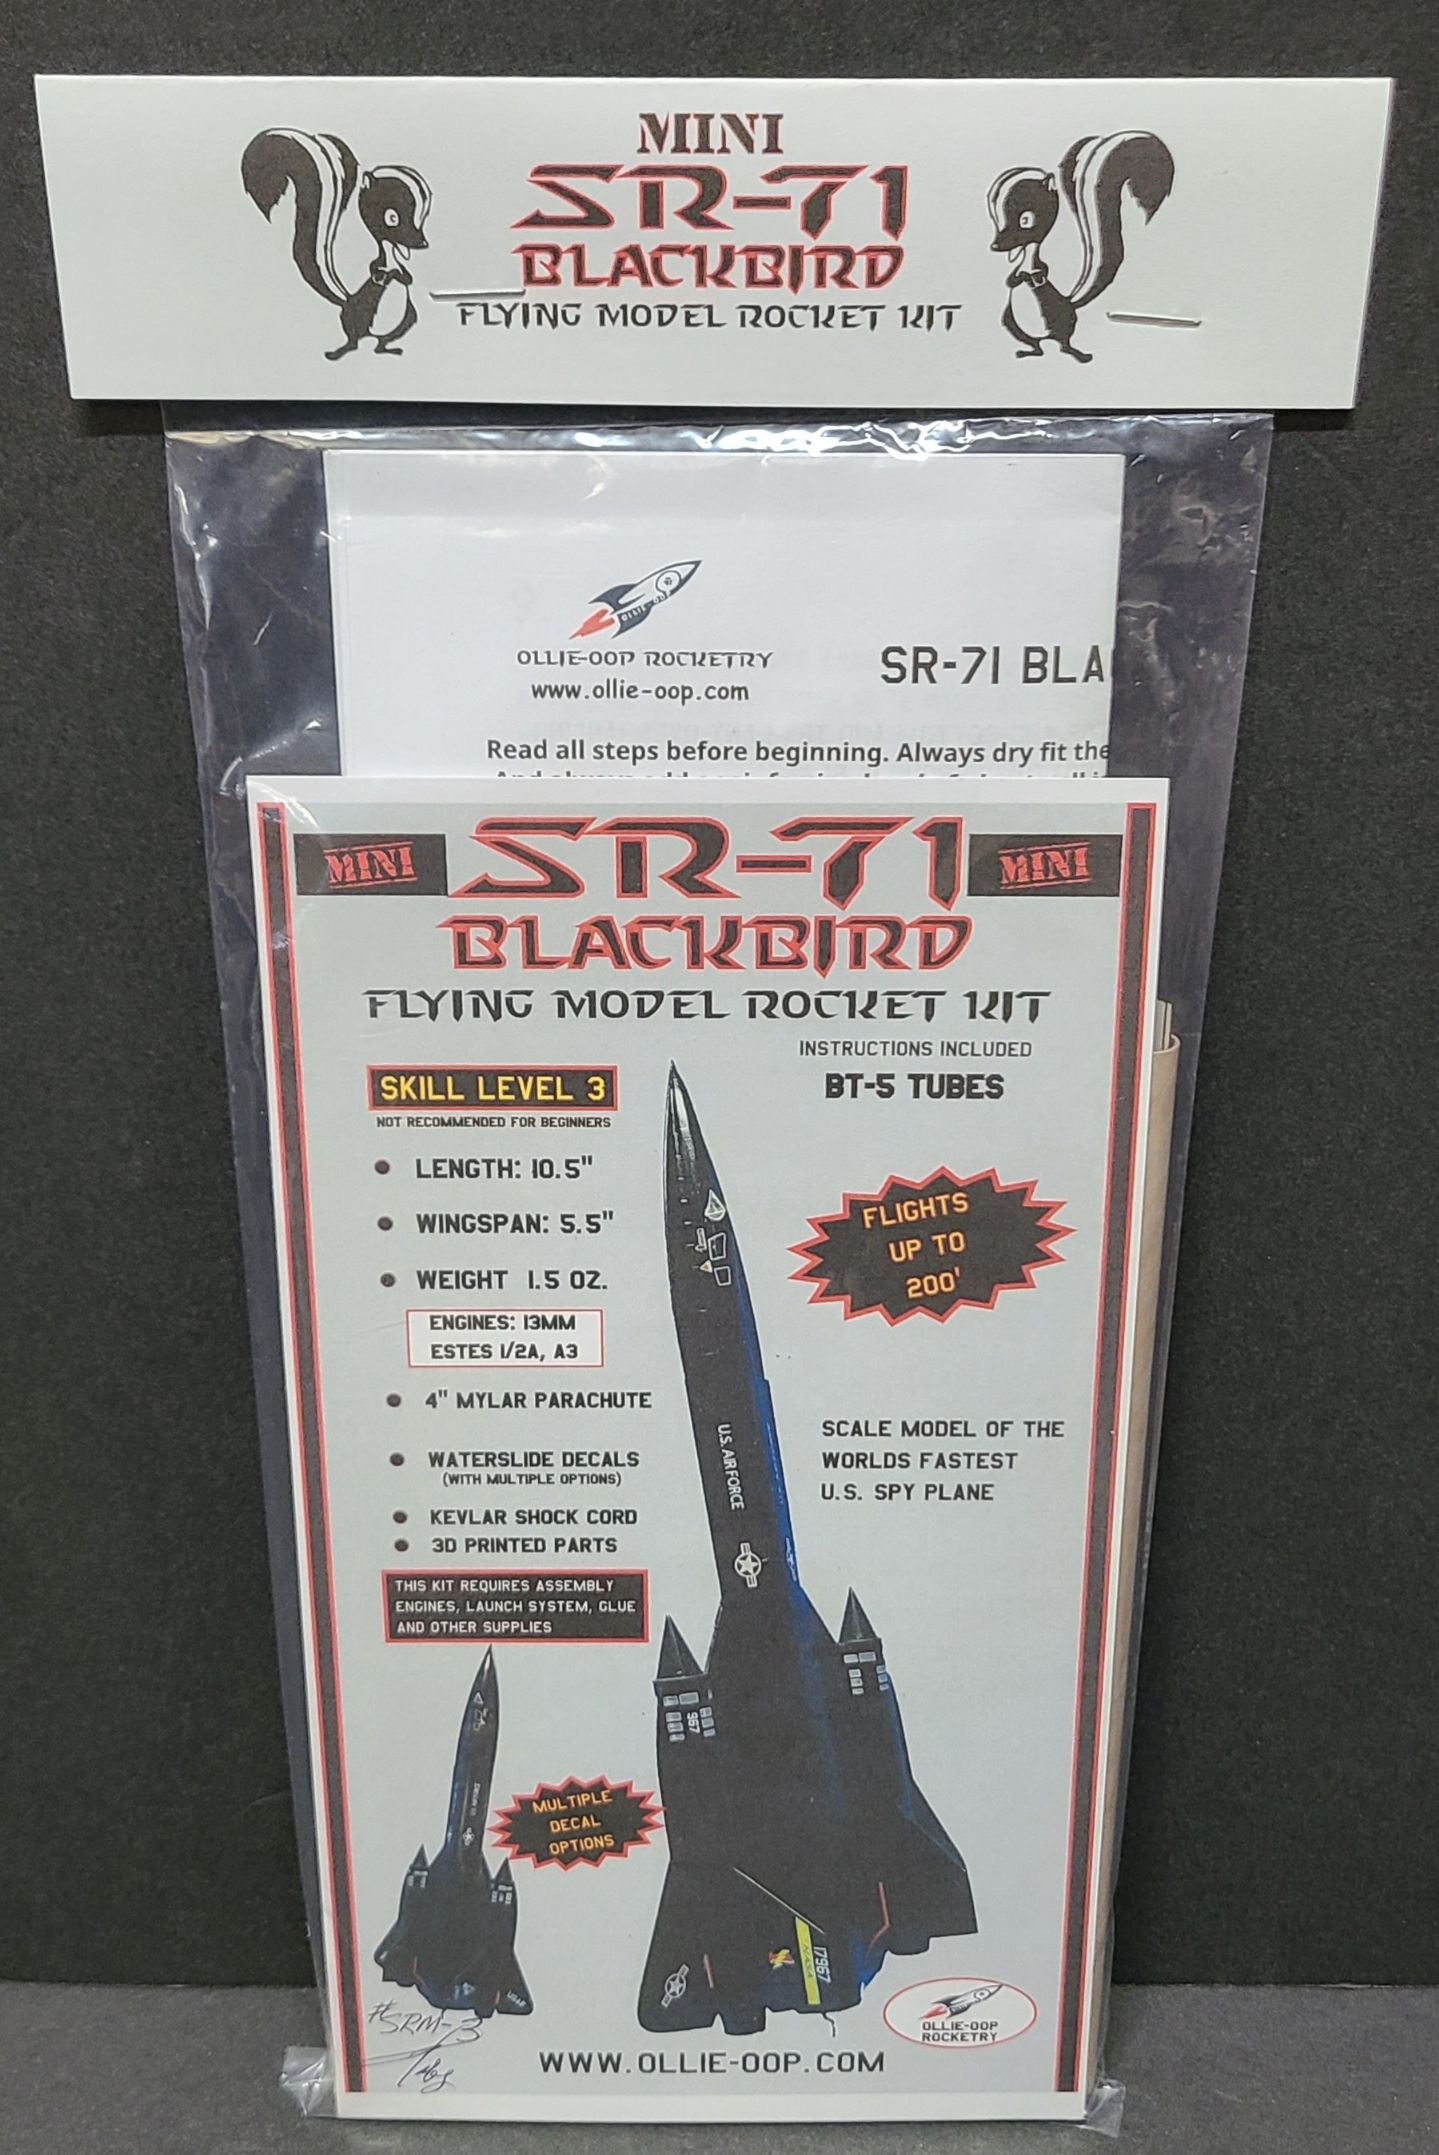 MINI
SR-71
BLACKBIRD
FLYING MODEL ROCKET KIT
OLLIE-OOP
OLLIE-OOP ROCKETRY
www.ollie-oop.com
SR-71 BLA
Read all steps before beginning. Always dry fit the
MINI SR-71 MINI
BLACKBIRD
FLYING MODEL ROCKET KIT
INSTRUCTIONS INCLUDED
BT-5 TUBES
SKILL LEVEL 3
NOT RECOMMENDED FOR BEGINNERS
LENGTH: 10.5"
WINGSPAN: 5.5"
WEIGHT 1.5 OZ.
ENGINES: 13MM
ESTES 1/2A, A3
4" MYLAR PARACHUTE
WATERSLIDE DECALS
(WITH MULTIPLE OPTIONS)
KEVLAR SHOCK CORD
3D PRINTED PARTS
THIS KIT REQUIRES ASSEMBLY
ENGINES, LAUNCH SYSTEM, GLUE
AND OTHER SUPPLIES
FLIGHTS
UP TO
200'
SCALE MODEL OF THE
WORLDS FASTEST
U.S. SPY PLANE
U.S. AIR FORCE
967
MULTIPLE
DECAL
OPTIONS
17967
NASA
USAF
#SRM-3
OLLIE-OOP
ROCKETRY
WWW.OLLIE-OOP.COM